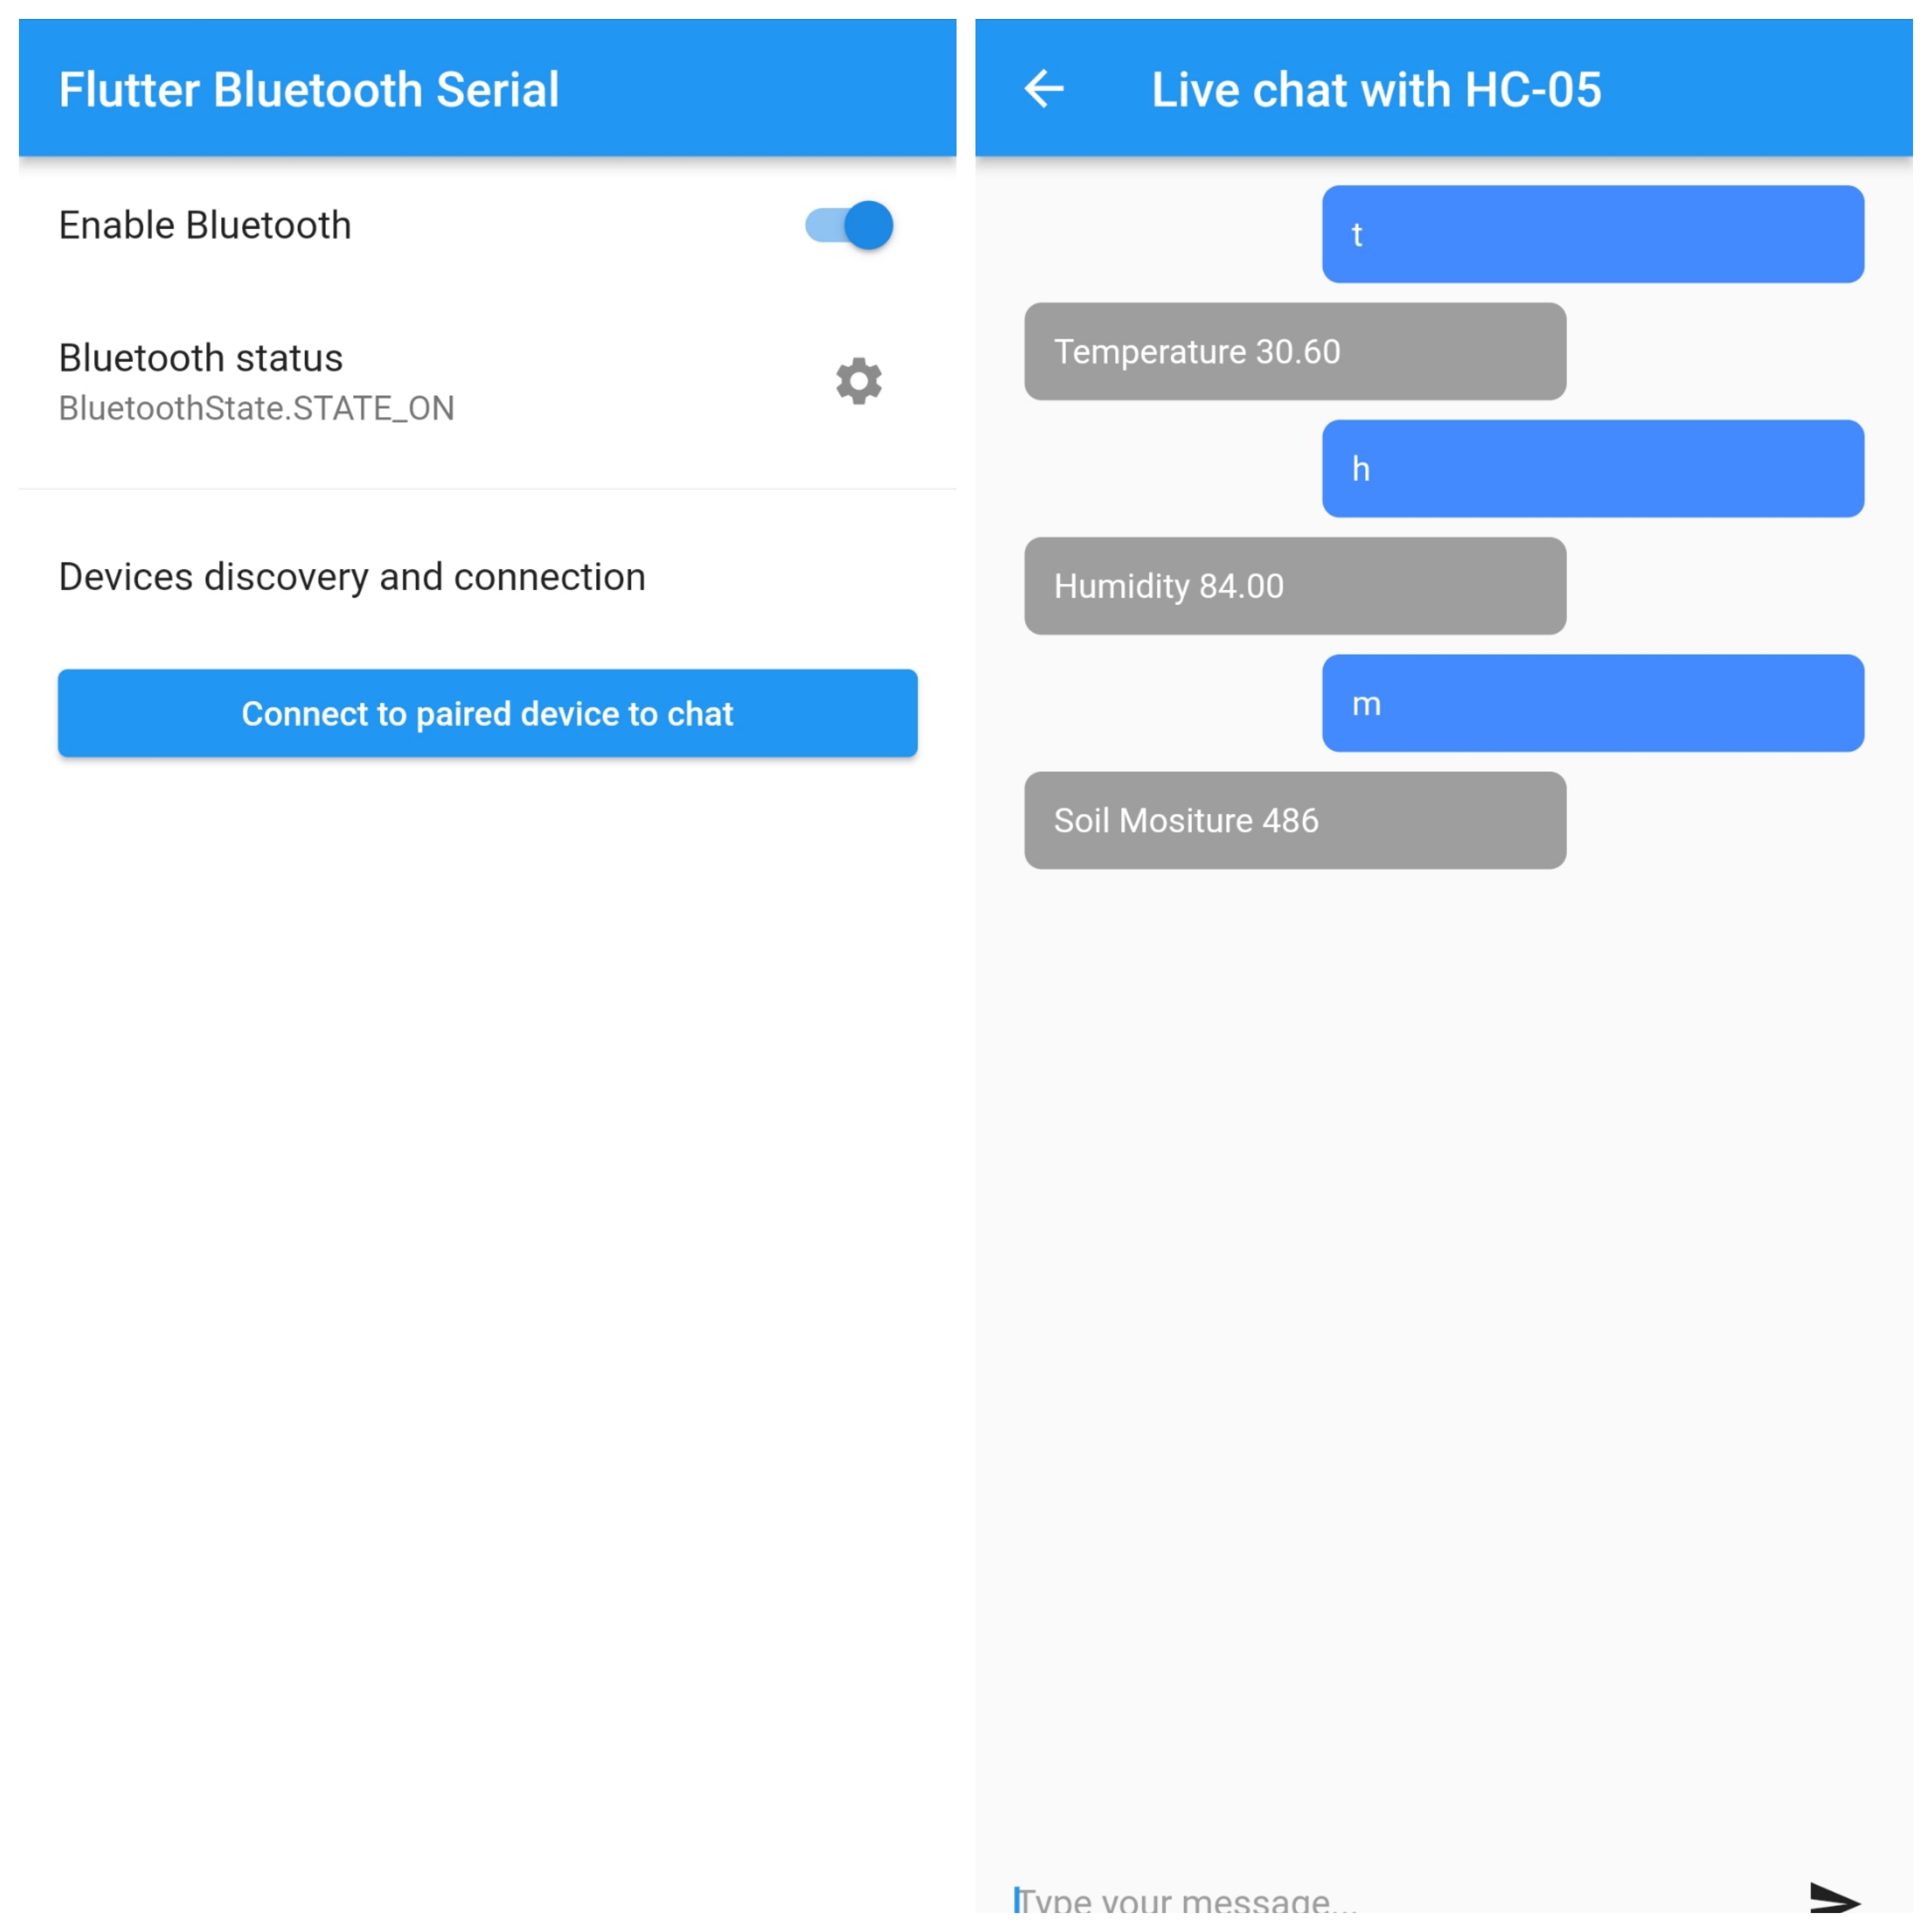 Flutter Bluetooth Serial
Enable Bluetooth
Bluetooth status
BluetoothState.STATE_ON
Devices discovery and connection
Connect to paired device to chat
Live chat with HC-05
t
Temperature 30.60
h
Humidity 84.00
m
Soil Mositure 486
Type your message...